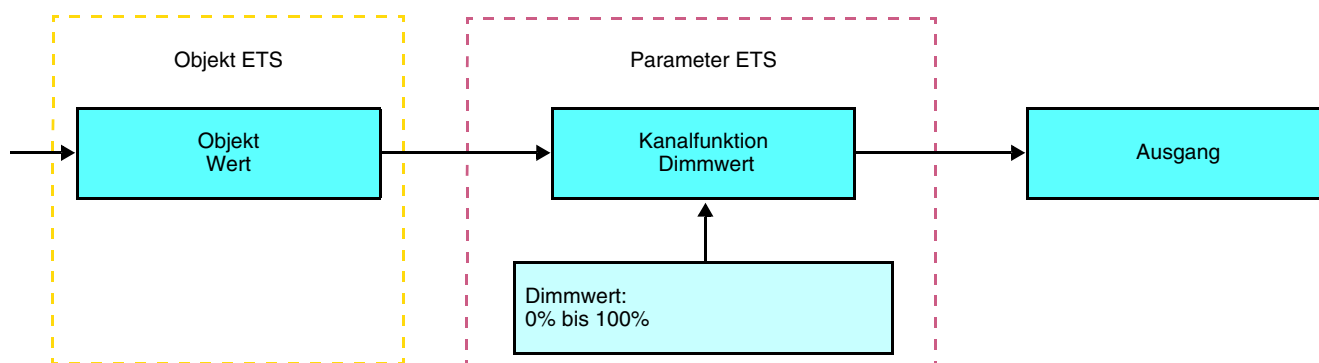 Objekt ETS
Parameter ETS
Objekt
Wert
Kanalfunktion
Dimmwert
Ausgang
Dimmwert:
0% bis 100%